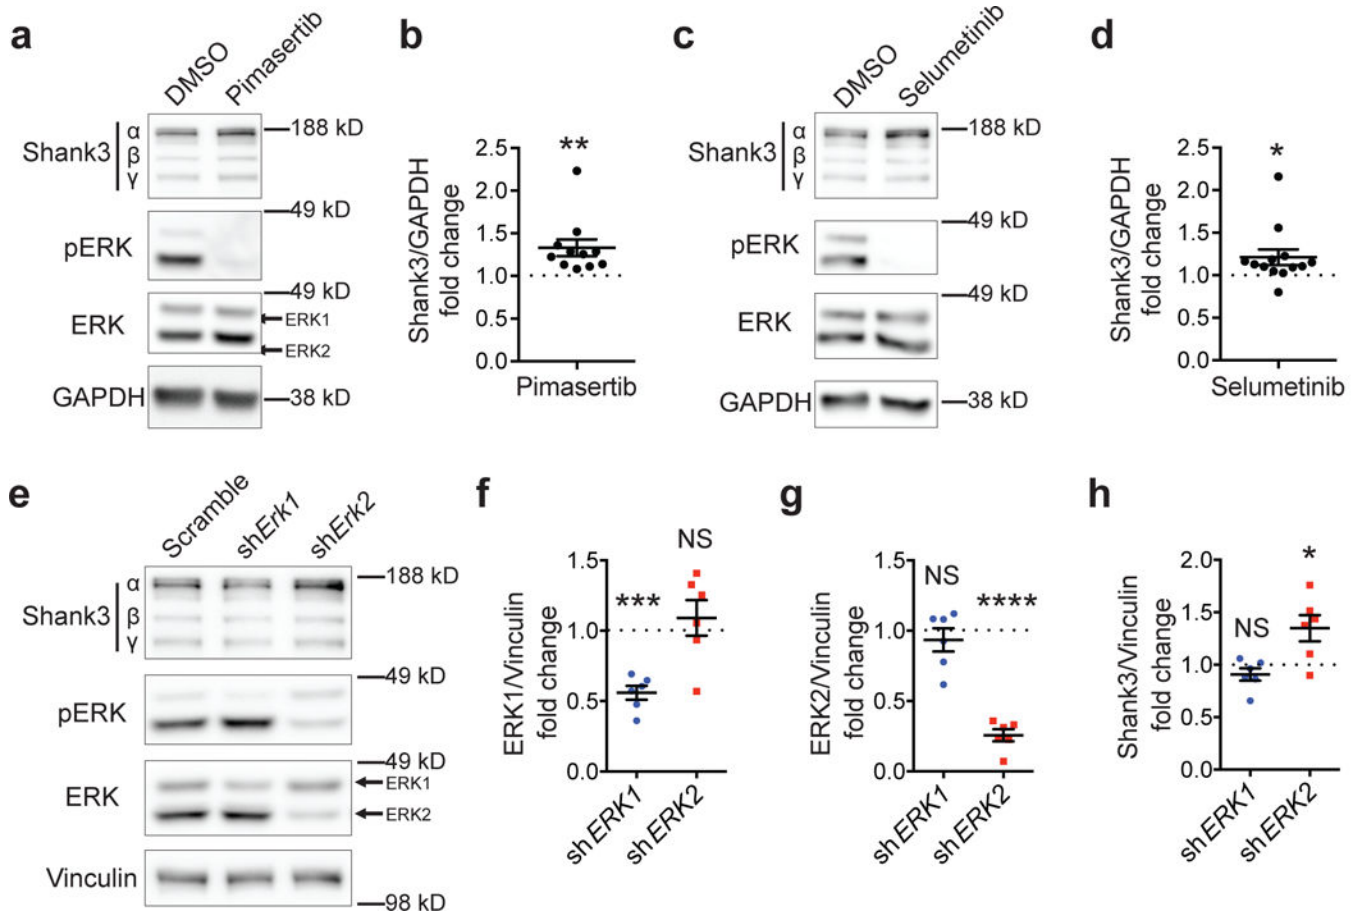 a
DMSO
Pimasertib
Shank3
α
β
γ
188 kD
pERK
49 kD
ERK
49 kD
ERK1
ERK2
GAPDH
38 kD
b
Shank3/GAPDH
fold change
2.5
2.0
1.5
1.0
0.5
0.0
**
Pimasertib
c
DMSO
Selumetinib
Shank3
α
β
γ
188 kD
pERK
49 kD
ERK
49 kD
GAPDH
38 kD
d
Shank3/GAPDH
fold change
2.5
2.0
1.5
1.0
0.5
0.0
*
Selumetinib
e
Scramble
shErk1
shErk2
Shank3
α
β
γ
188 kD
pERK
49 kD
ERK
49 kD
ERK1
ERK2
Vinculin
98 kD
f
ERK1/Vinculin
fold change
1.5
1.0
0.5
0.0
***
NS
shERK1
shERK2
g
ERK2/Vinculin
fold change
1.5
1.0
0.5
0.0
NS
****
shERK1
shERK2
h
Shank3/Vinculin
fold change
2.0
1.5
1.0
0.5
0.0
NS
*
shERK1
shERK2